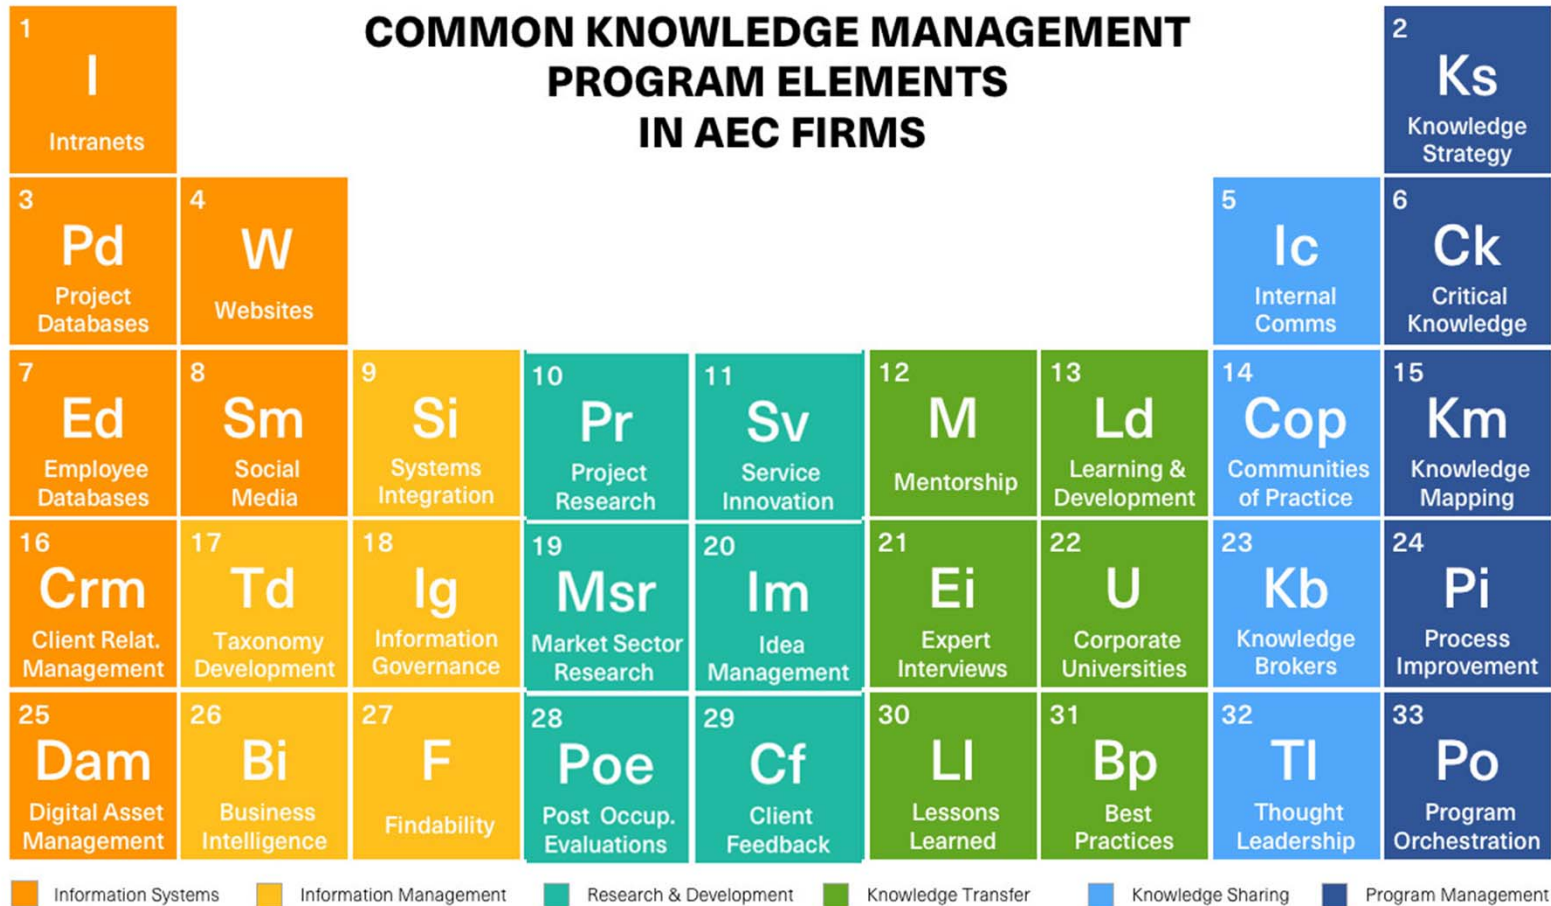 COMMON KNOWLEDGE MANAGEMENT
PROGRAM ELEMENTS
IN AEC FIRMS
1
I
Intranets
2
Ks
Knowledge
Strategy
3
Pd
Project
Databases
4
W
Websites
5
Ic
Internal
Comms
6
Ck
Critical
Knowledge
7
Ed
Employee
Databases
8
Sm
Social
Media
9
Si
Systems
Integration
10
Pr
Project
Research
11
Sv
Service
Innovation
12
M
Mentorship
13
Ld
Learning &
Development
14
Cop
Communities
of Practice
15
Km
Knowledge
Mapping
16
Crm
Client Relat.
Management
17
Td
Taxonomy
Development
18
Ig
Information
Governance
19
Msr
Market Sector
Research
20
Im
Idea
Management
21
Ei
Expert
Interviews
22
U
Corporate
Universities
23
Kb
Knowledge
Brokers
24
Pi
Process
Improvement
25
Dam
Digital Asset
Management
26
Bi
Business
Intelligence
27
F
Findability
28
Poe
Post Occup.
Evaluations
29
Cf
Client
Feedback
30
Ll
Lessons
Learned
31
Bp
Best
Practices
32
Tl
Thought
Leadership
33
Po
Program
Orchestration
Information Systems
Information Management
Research & Development
Knowledge Transfer
Knowledge Sharing
Program Management